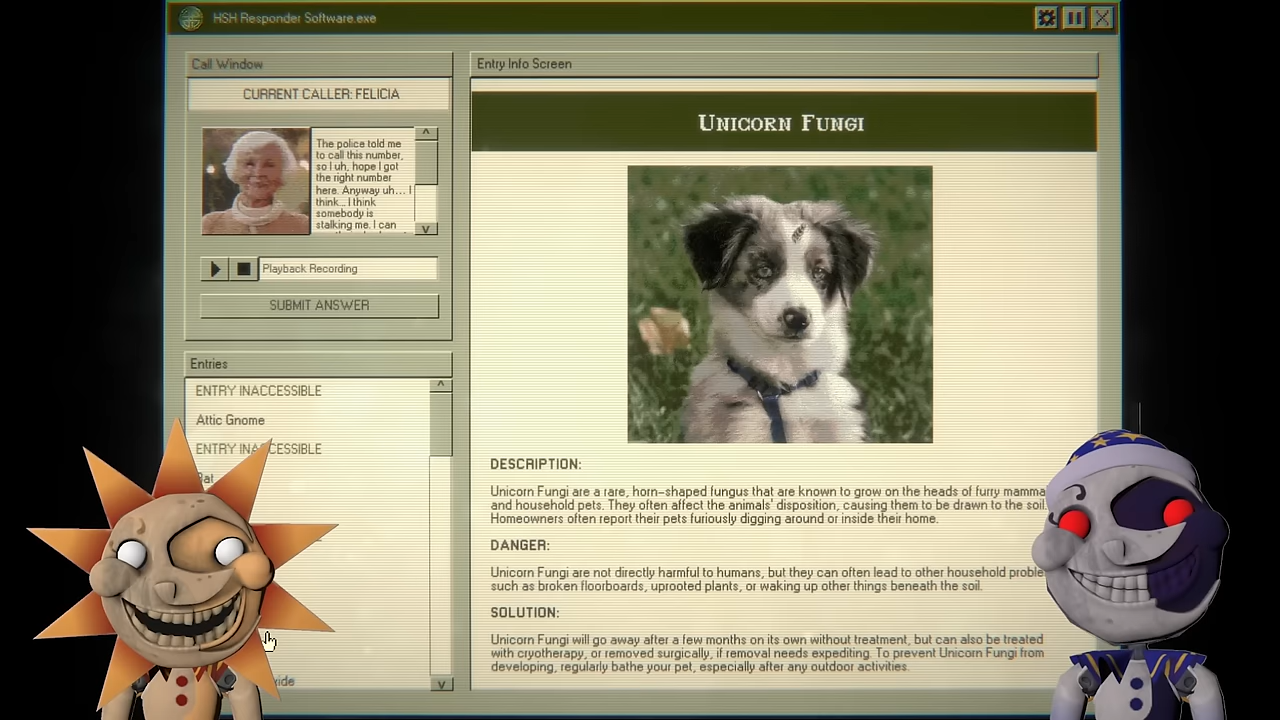 HSH Responder Software.exe
Call Window
CURRENT CALLER: FELICIA
The police told me
to call this number,
so I uh, hope I got
the right number
here. Anyway uh... I
think... I think
somebody is
stalking me. I can
Playback Recording
SUBMIT ANSWER
Entries
ENTRY INACCESSIBLE
Attic Gnome
ENTRY INACCESSIBLE
Bat
Entry Info Screen
Unicorn Fungi
DESCRIPTION:
Unicorn Fungi are a rare, horn-shaped fungus that are known to grow on the heads of furry mamma
and household pets. They often affect the animals' disposition, causing them to be drawn to the soil.
Homeowners often report their pets furiously digging around or inside their home.
DANGER:
Unicorn Fungi are not directly harmful to humans, but they can often lead to other household proble
such as broken floorboards, uprooted plants, or waking up other things beneath the soil.
SOLUTION:
Unicorn Fungi will go away after a few months on its own without treatment, but can also be treated
with cryotherapy, or removed surgically, if removal needs expediting. To prevent Unicorn Fungi from
developing, regularly bathe your pet, especially after any outdoor activities.